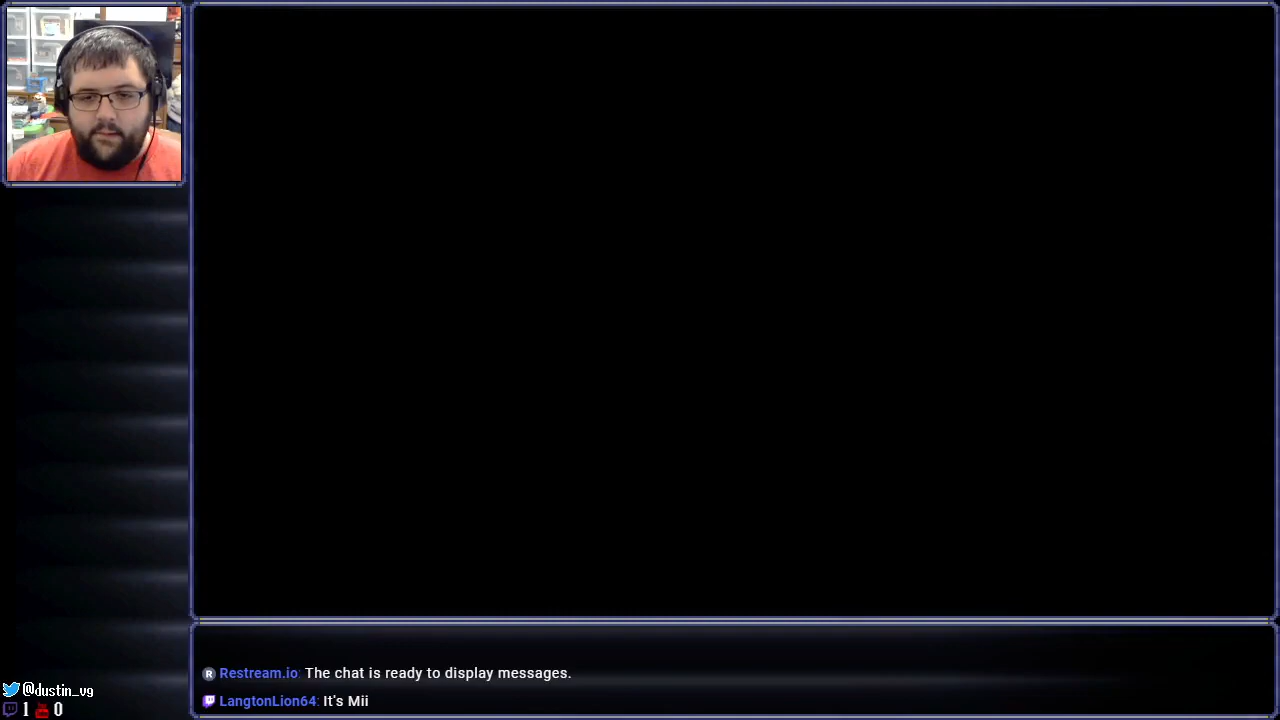 Restream.io: The chat is ready to display messages.
LangtonLion64: It's Mii
@dustin_vg
1 0